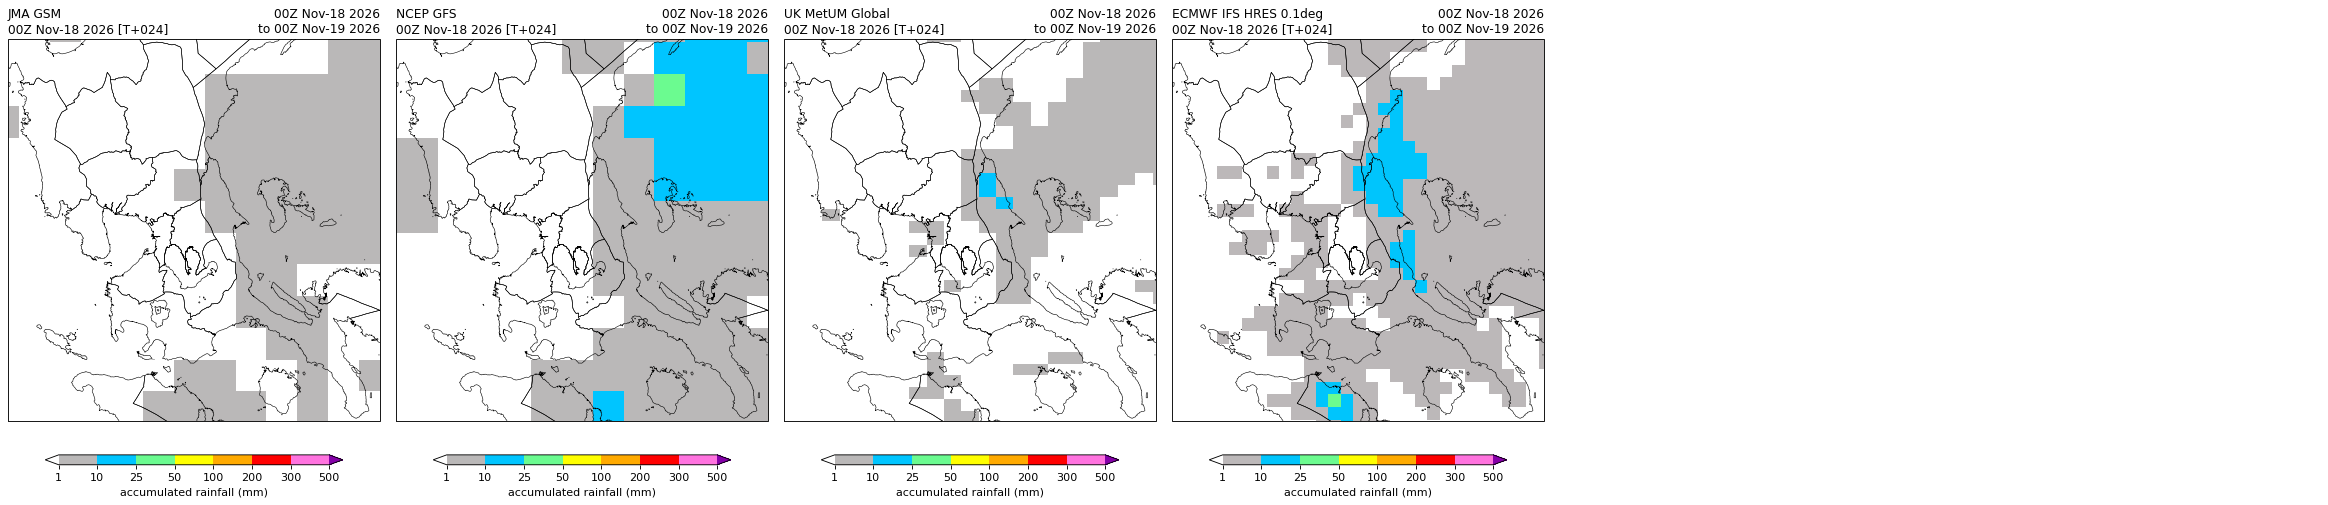 JMA GSM 00Z Nov-18 2026
00Z Nov-18 2026 [T+024] to 00Z Nov-19 2026
NCEP GFS 00Z Nov-18 2026
00Z Nov-18 2026 [T+024] to 00Z Nov-19 2026
UK MetUM Global 00Z Nov-18 2026
00Z Nov-18 2026 [T+024] to 00Z Nov-19 2026
ECMWF IFS HRES 0.1deg 00Z Nov-18 2026
00Z Nov-18 2026 [T+024] to 00Z Nov-19 2026
1 10 25 50 100 200 300 500
accumulated rainfall (mm)
1 10 25 50 100 200 300 500
accumulated rainfall (mm)
1 10 25 50 100 200 300 500
accumulated rainfall (mm)
1 10 25 50 100 200 300 500
accumulated rainfall (mm)